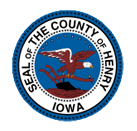 SEAL OF THE COUNTY OF HENRY
IOWA